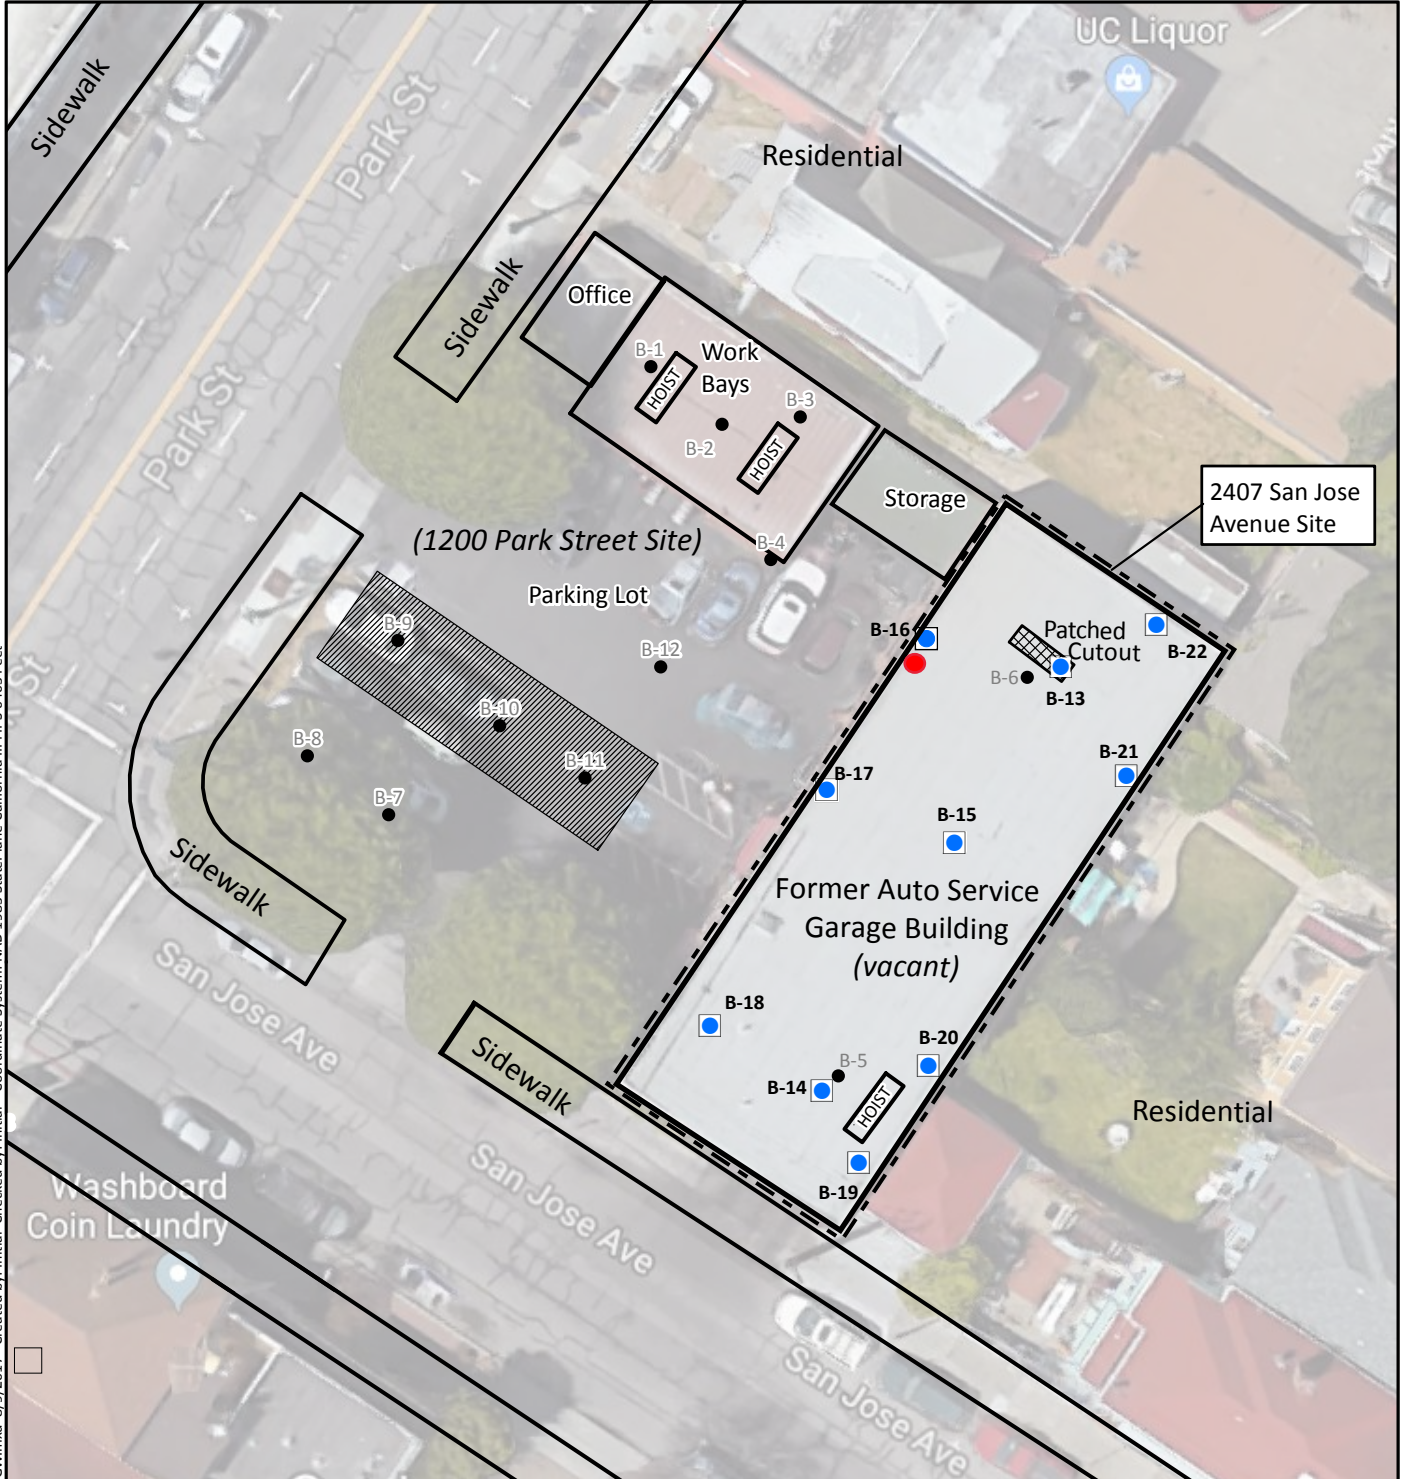 UC Liquor
Sidewalk
Park St
Residential
Sidewalk
Office
B-1
Work
Bays
HOIST
B-3
B-2
HOIST
Park St
2407 San Jose
Avenue Site
Storage
(1200 Park Street Site)
B-4
Parking Lot
B-9
B-16
Patched
Cutout
B-22
B-12
B-6
B-13
St
B-10
B-8
B-11
B-21
B-17
B-7
B-15
Sidewalk
Former Auto Service
Garage Building
(vacant)
San Jose Ave
B-18
B-20
Sidewalk
B-5
B-14
HOIST
Residential
San Jose Ave
Washboard
Coin Laundry
B-19
San Jose Ave